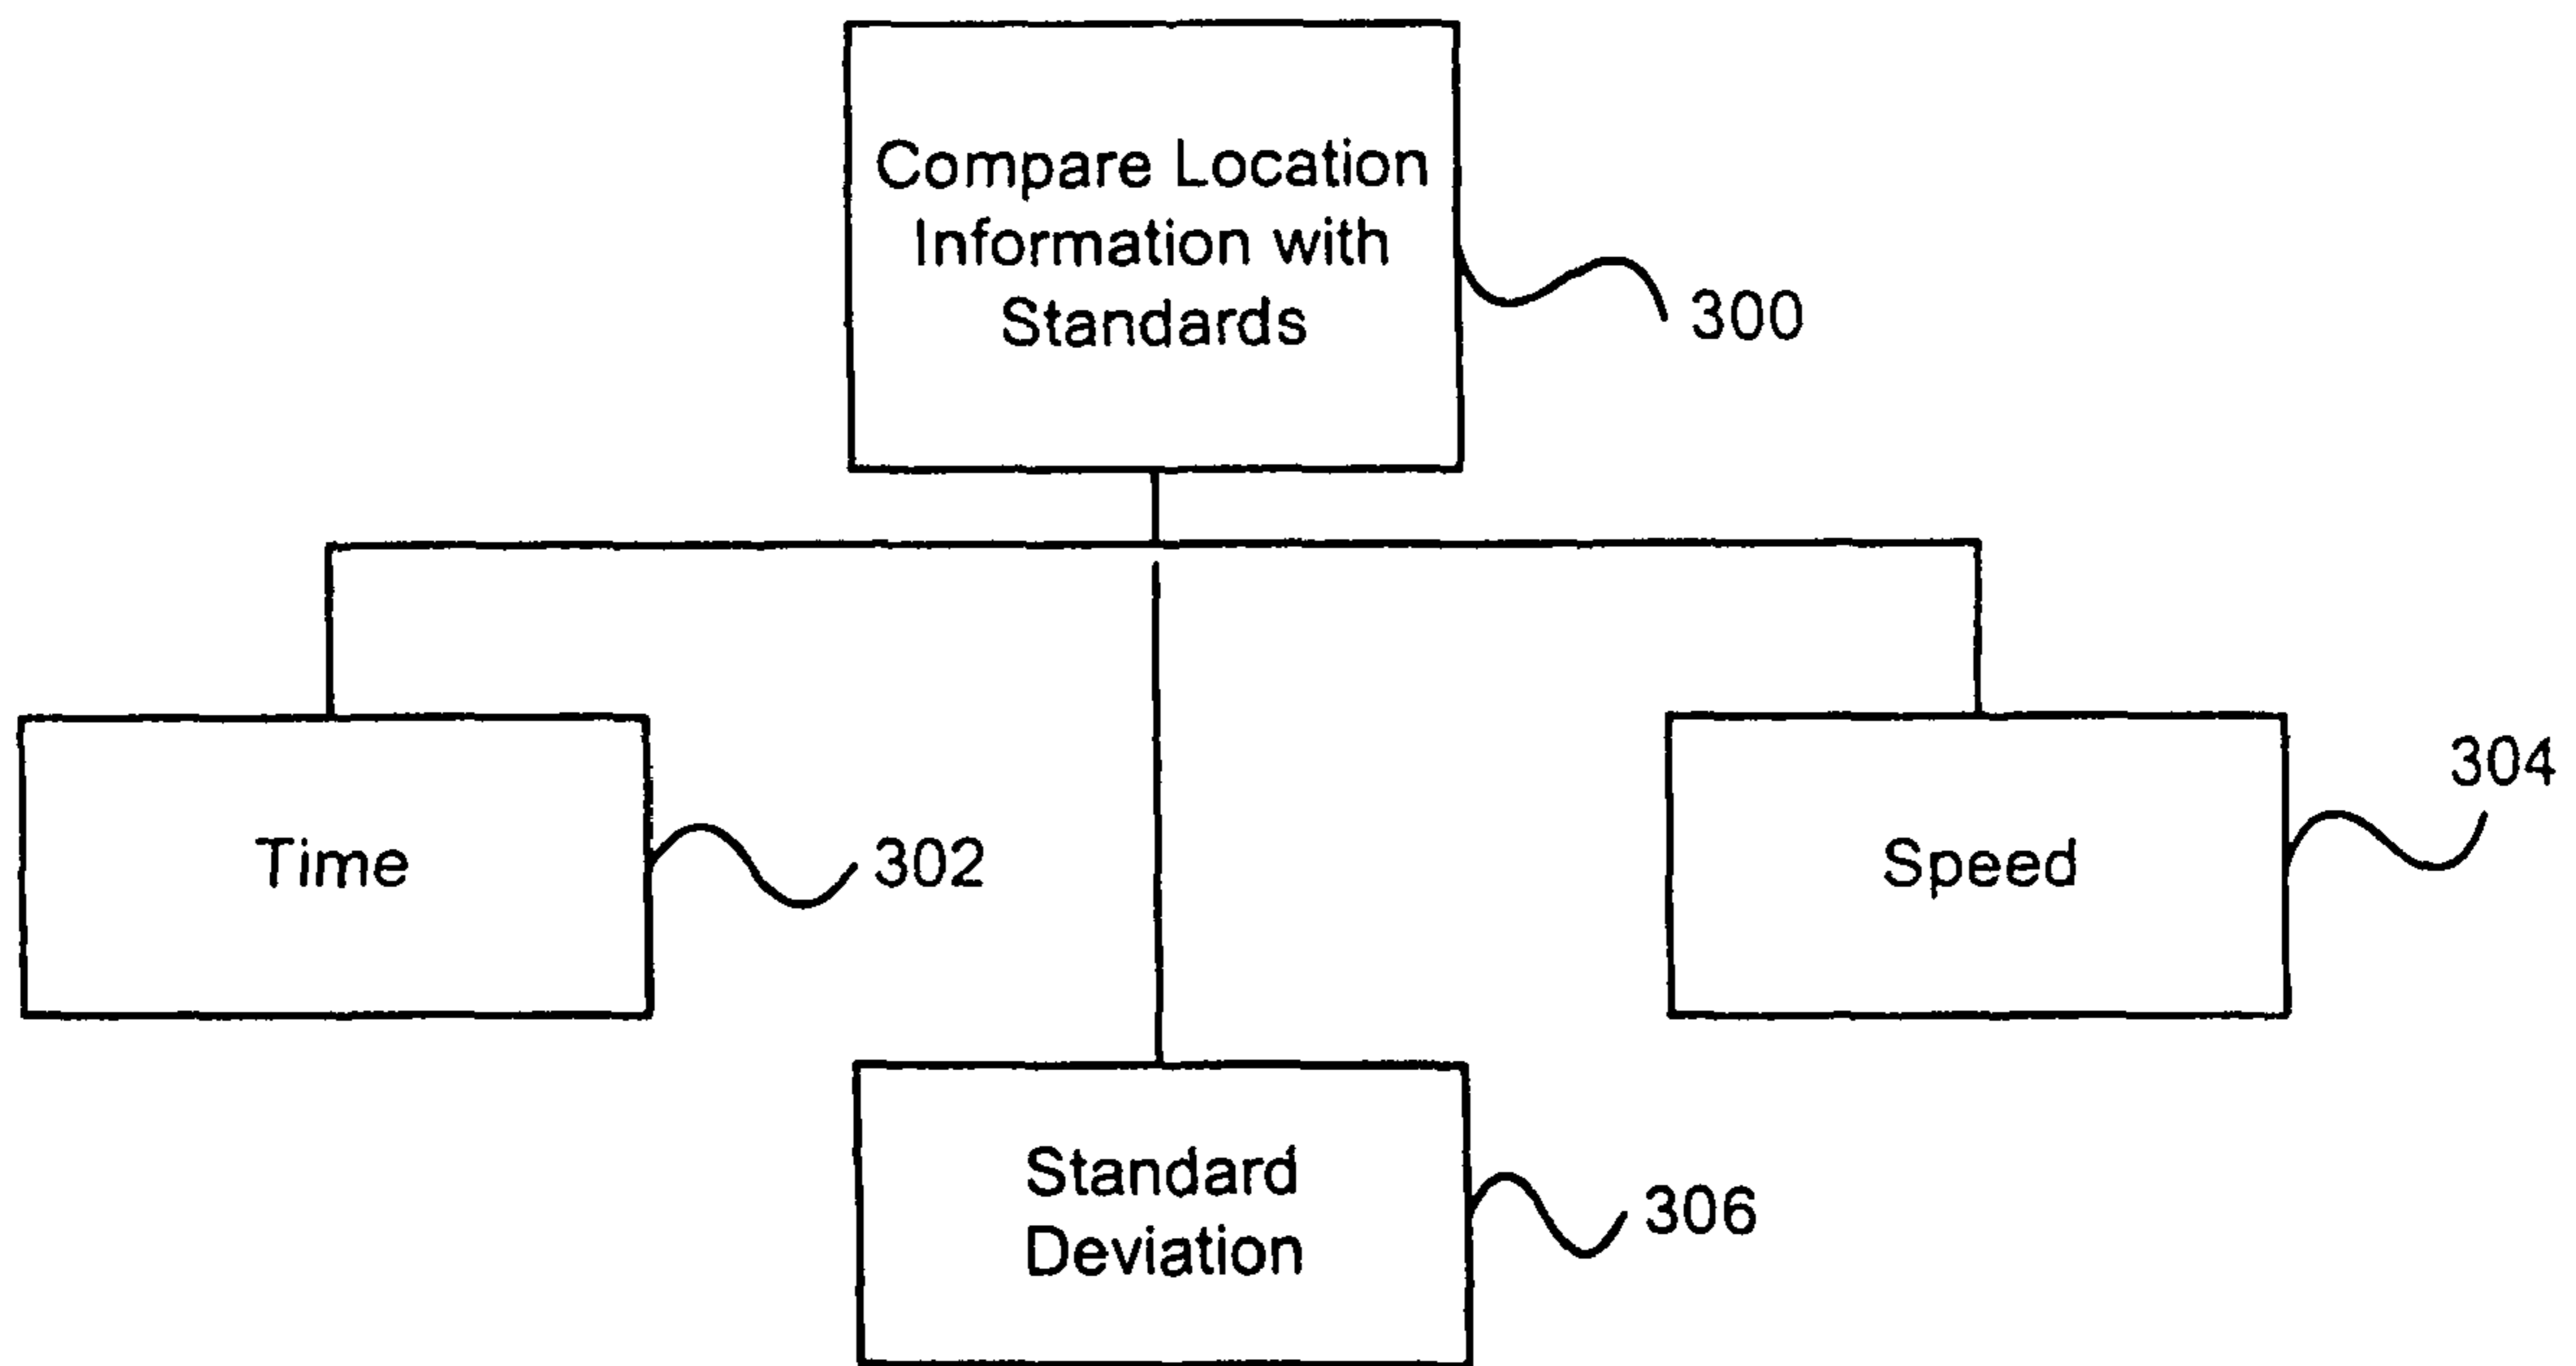 Compare Location
Information with
Standards
300
304
Time
302
Speed
Standard
Deviation
306